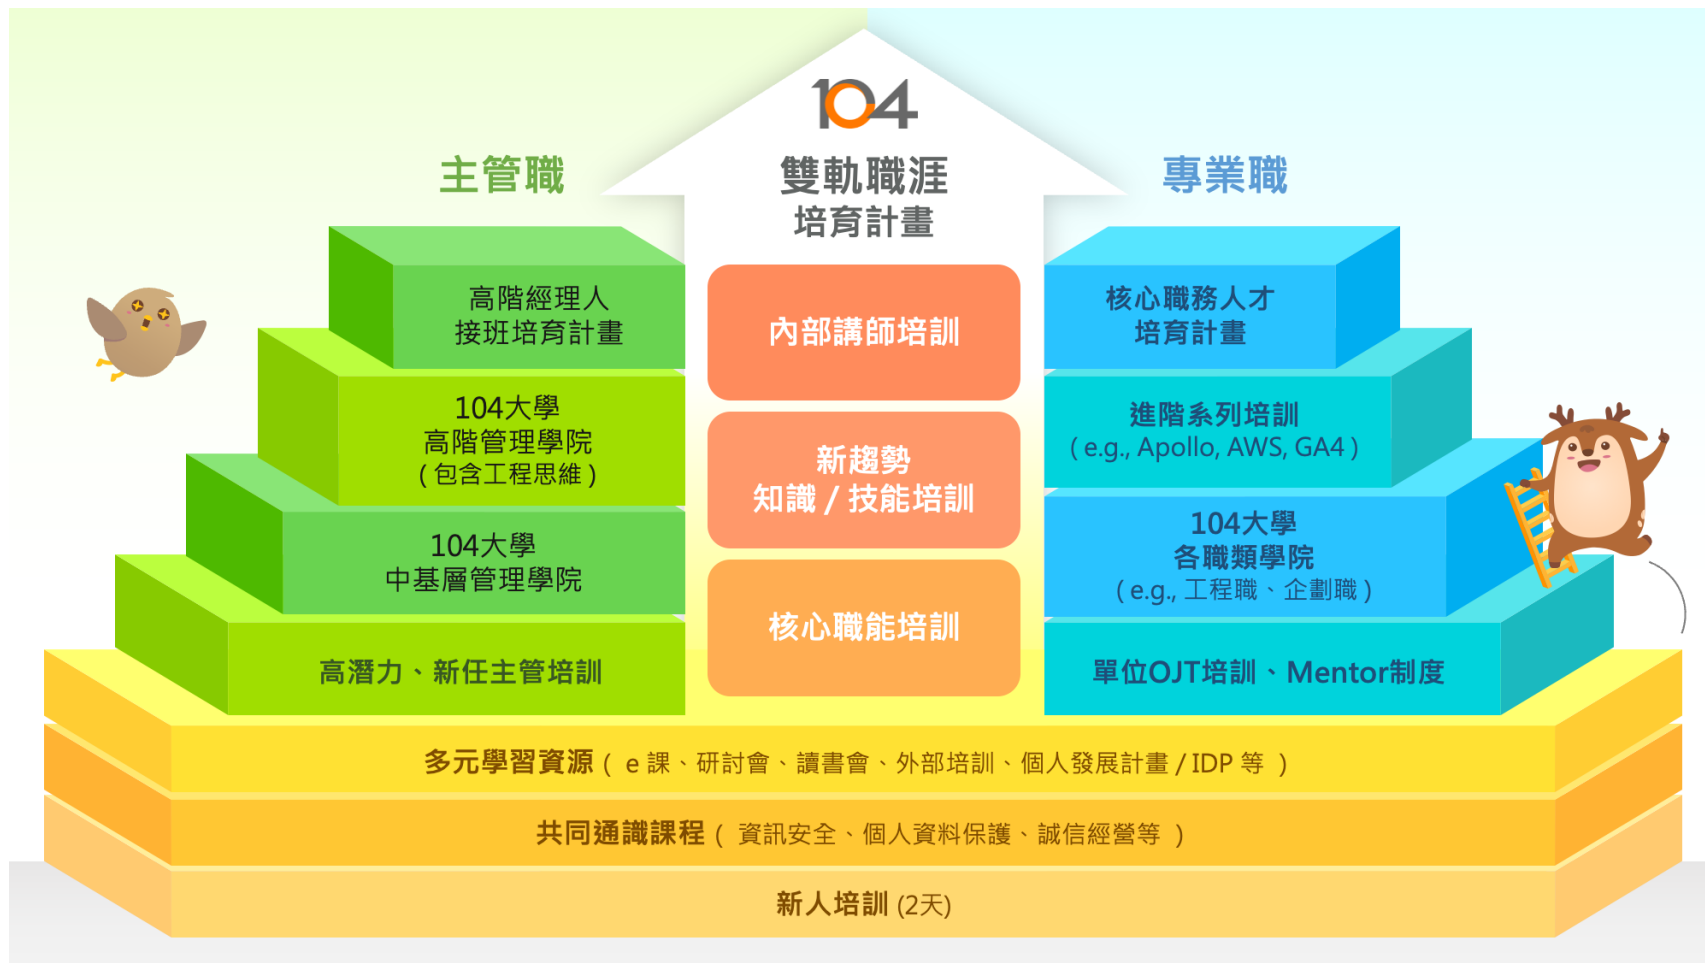 104
雙軌職涯
培育計畫
主管職
高階經理人
接班培育計畫
104大學
高階管理學院
( 包含工程思維 )
104大學
中基層管理學院
高潛力、新任主管培訓
內部講師培訓
新趨勢
知識 / 技能培訓
核心職能培訓
專業職
核心職務人才
培育計畫
進階系列培訓
( e.g., Apollo, AWS, GA4 )
104大學
各職類學院
( e.g., 工程職、企劃職 )
單位OJT培訓、Mentor制度
多元學習資源 ( e 課、研討會、讀書會、外部培訓、個人發展計畫 / IDP 等 )
共同通識課程 ( 資訊安全、個人資料保護、誠信經營等 )
新人培訓 (2天)